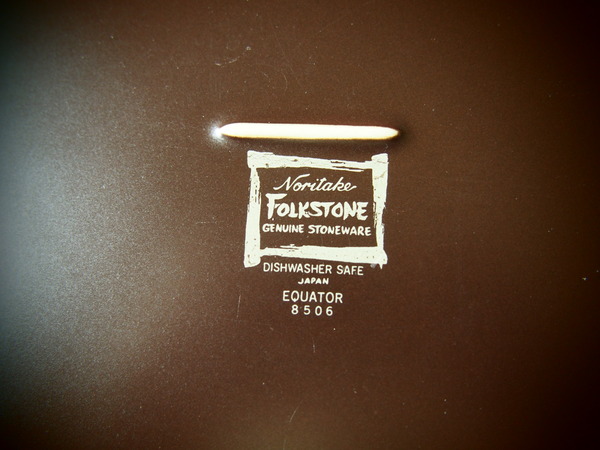 Noritake
FOLKSTONE
GENUINE STONEWARE
DISHWASHER SAFE
JAPAN
EQUATOR
8506